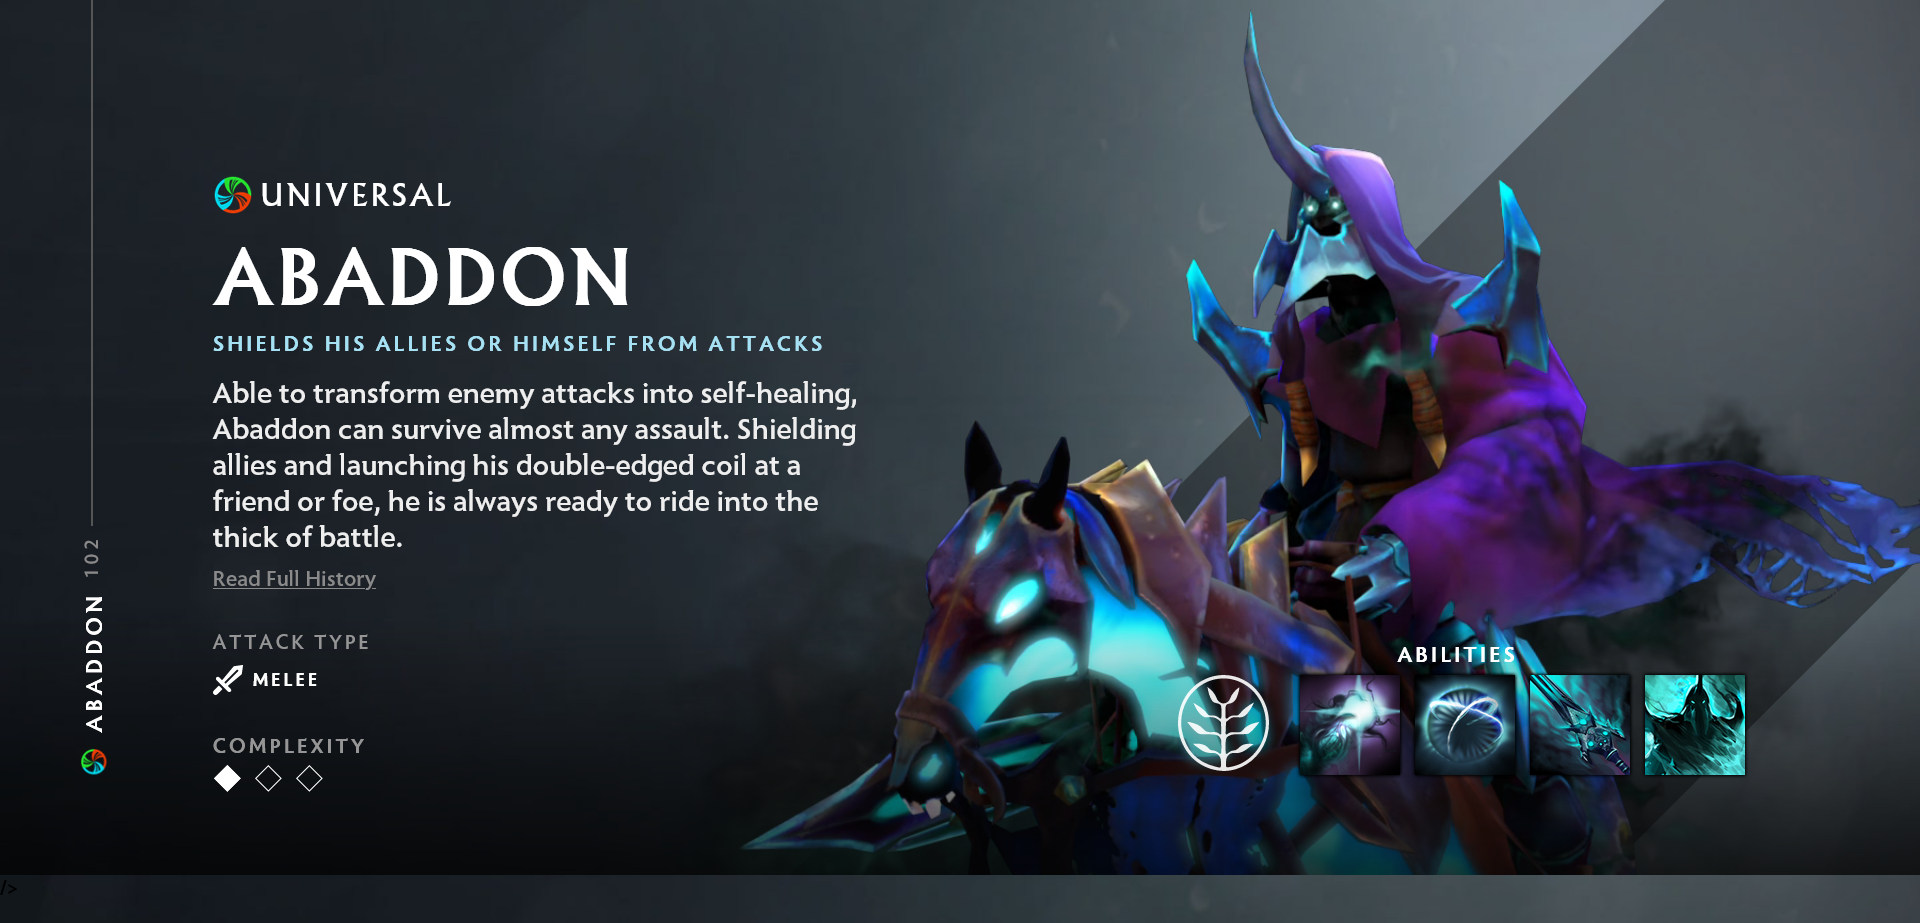 UNIVERSAL
ABADDON
SHIELDS HIS ALLIES OR HIMSELF FROM ATTACKS
Able to transform enemy attacks into self-healing,
Abaddon can survive almost any assault. Shielding
allies and launching his double-edged coil at a
friend or foe, he is always ready to ride into the
thick of battle.
Read Full History
ATTACK TYPE
MELEE
COMPLEXITY
ABADDON 102
ABILITIES
/>